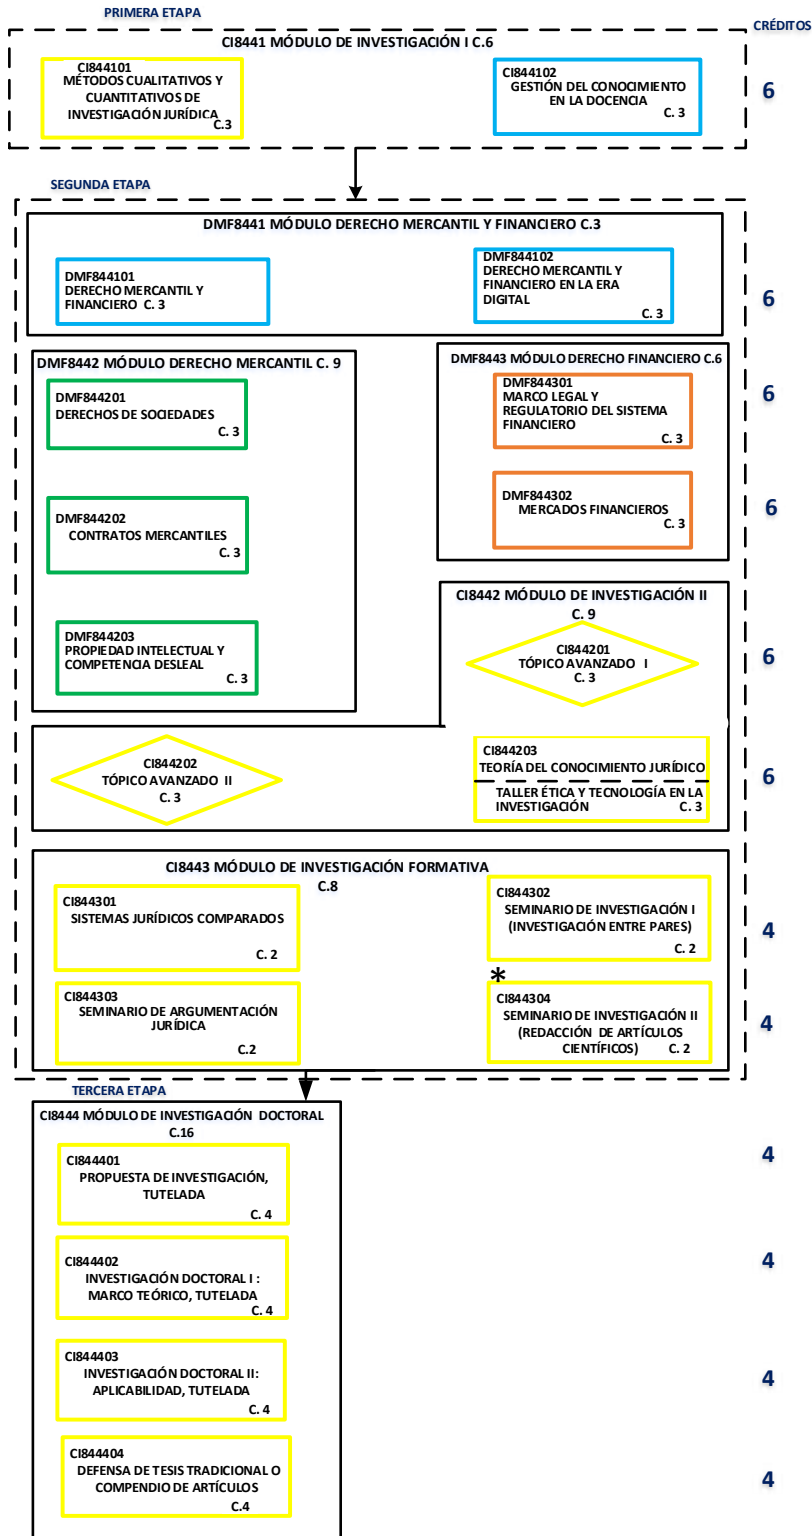 PRIMERA ETAPA
CRÉDITOS
CI8441 MÓDULO DE INVESTIGACIÓN I C.6
CI844101
MÉTODOS CUALITATIVOS Y
CUANTITATIVOS DE
INVESTIGACIÓN JURÍDICA
C.3
CI844102
GESTIÓN DEL CONOCIMIENTO
EN LA DOCENCIA
C. 3
6
SEGUNDA ETAPA
DMF8441 MÓDULO DERECHO MERCANTIL Y FINANCIERO C.3
DMF844101
DERECHO MERCANTIL Y
FINANCIERO C. 3
DMF844102
DERECHO MERCANTIL Y
FINANCIERO EN LA ERA
DIGITAL
C. 3
6
DMF8442 MÓDULO DERECHO MERCANTIL C. 9
DMF8443 MÓDULO DERECHO FINANCIERO C.6
DMF844201
DERECHOS DE SOCIEDADES
C. 3
DMF844301
MARCO LEGAL Y
REGULATORIO DEL SISTEMA
FINANCIERO
C. 3
6
DMF844202
CONTRATOS MERCANTILES
C. 3
DMF844302
MERCADOS FINANCIEROS
C. 3
6
CI8442 MÓDULO DE INVESTIGACIÓN II
C. 9
DMF844203
PROPIEDAD INTELECTUAL Y
COMPETENCIA DESLEAL
C. 3
CI844201
TÓPICO AVANZADO I
C. 3
6
CI844202
TÓPICO AVANZADO II
C. 3
CI844203
TEORÍA DEL CONOCIMIENTO JURÍDICO
TALLER ÉTICA Y TECNOLOGÍA EN LA
INVESTIGACIÓN C. 3
6
CI8443 MÓDULO DE INVESTIGACIÓN FORMATIVA
C.8
CI844301
SISTEMAS JURÍDICOS COMPARADOS
C. 2
CI844302
SEMINARIO DE INVESTIGACIÓN I
(INVESTIGACIÓN ENTRE PARES)
C. 2
4
*
CI844303
SEMINARIO DE ARGUMENTACIÓN
JURÍDICA
C.2
CI844304
SEMINARIO DE INVESTIGACIÓN II
(REDACCIÓN DE ARTÍCULOS
CIENTÍFICOS) C. 2
4
TERCERA ETAPA
CI8444 MÓDULO DE INVESTIGACIÓN DOCTORAL
C.16
CI844401
PROPUESTA DE INVESTIGACIÓN,
TUTELADA
C. 4
4
CI844402
INVESTIGACIÓN DOCTORAL I :
MARCO TEÓRICO, TUTELADA
C. 4
4
CI844403
INVESTIGACIÓN DOCTORAL II:
APLICABILIDAD, TUTELADA
C. 4
4
CI844404
DEFENSA DE TESIS TRADICIONAL O
COMPENDIO DE ARTÍCULOS
C.4
4